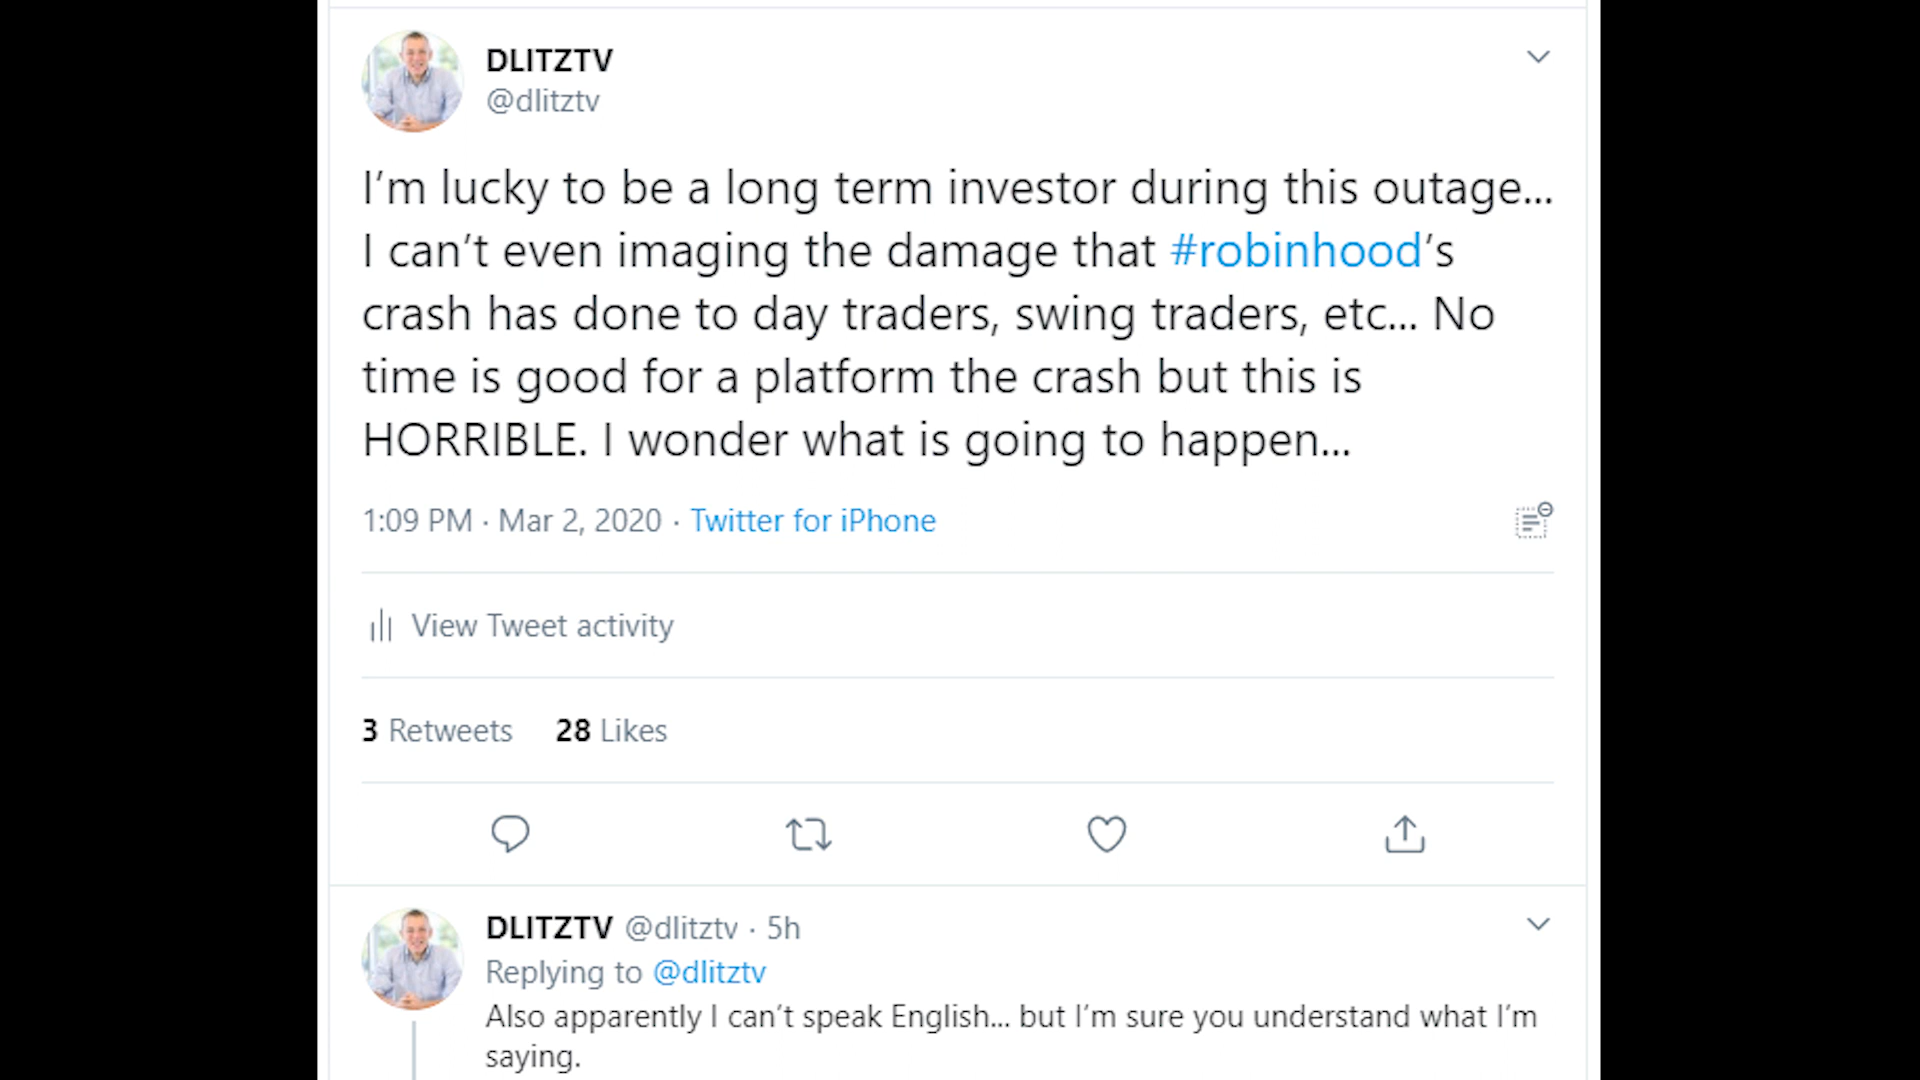 DLITZTV
@dlitztv
I’m lucky to be a long term investor during this outage...
I can’t even imaging the damage that #robinhood’s
crash has done to day traders, swing traders, etc... No
time is good for a platform the crash but this is
HORRIBLE. I wonder what is going to happen...
1:09 PM · Mar 2, 2020 · Twitter for iPhone
View Tweet activity
3 Retweets 28 Likes
DLITZTV @dlitztv · 5h
Replying to @dlitztv
Also apparently I can’t speak English... but I’m sure you understand what I’m
saying.